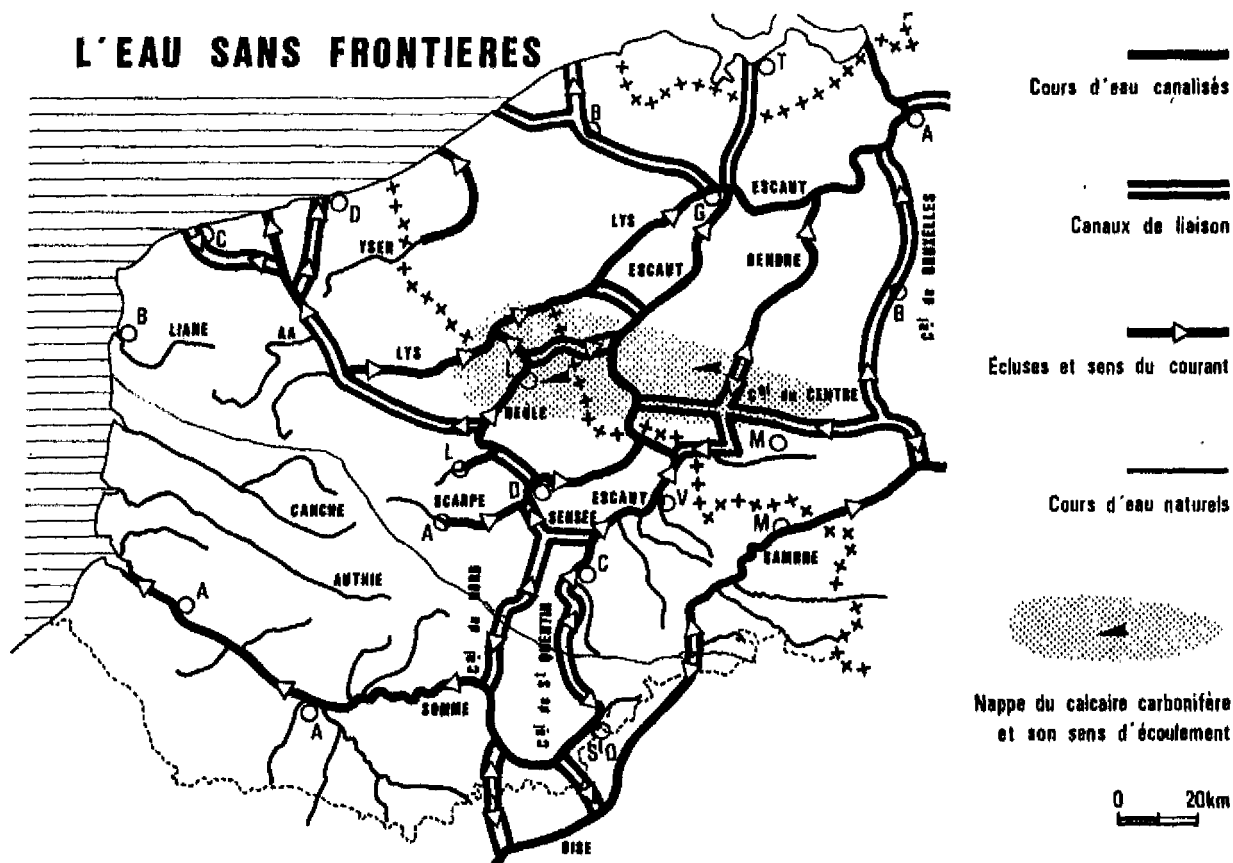 L'EAU SANS FRONTIERES
T
B
A
D
ESCAUT
G
LYS
C
YSER
ESCAUT
DENDRE
Cal de BRUXELLES
B
B
LIANE
AA
LYS
L
Cal du CENTRE
DEULE
M
L
D
SCARPE
ESCAUT
V
A
SENSEE
M
CANCHE
SAMBRE
C
AUTHIE
A
Cal du NORD
Cal de St QUENTIN
SOMME
A
St Q
OISE
Cours d'eau canalisés
Canaux de liaison
Écluses et sens du courant
Cours d'eau naturels
Nappe du calcaire carbonifère
et son sens d'écoulement
0 20km